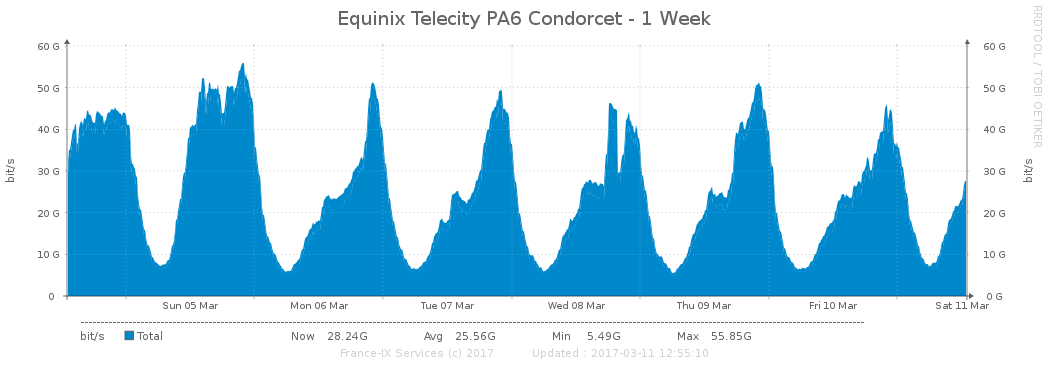 Equinix Telecity PA6 Condorcet - 1 Week
RRDTOOL / TOBI OETIKER
60 G 60 G
50 G 50 G
40 G 40 G
30 G 30 G
20 G 20 G
10 G 10 G
0 0 G
bit/s bit/s
Sun 05 Mar Mon 06 Mar Tue 07 Mar Wed 08 Mar Thu 09 Mar Fri 10 Mar Sat 11 Mar
bit/s Total Now 28.24G Avg 25.56G Min 5.49G Max 55.85G
France-IX Services (c) 2017 Updated : 2017-03-11 12:55:10